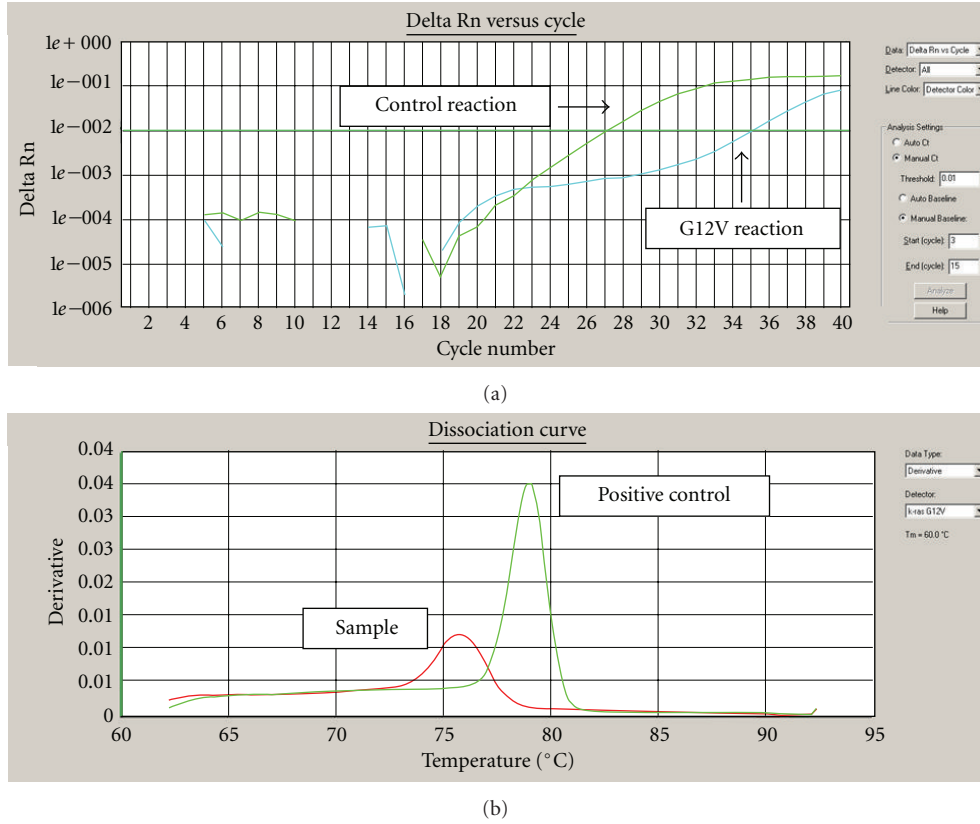 Delta Rn versus cycle
1e+ 000
1e−001
1e−002
1e−003
1e−004
1e−005
1e−006
Delta Rn
Control reaction
G12V reaction
2 4 6 8 10 12 14 16 18 20 22 24 26 28 30 32 34 36 38 40
Cycle number
Data: Delta Rn vs Cycle
Detector: All
Line Color: Detector Color
Analysis Settings
Auto Ct
Manual Ct
Threshold: 0.01
Auto Baseline
Manual Baseline:
Start (cycle): 3
End (cycle): 15
Analyze
Help
(a)
Dissociation curve
0.04
0.04
0.03
0.03
0.02
0.01
0.01
0.01
0
Derivative
Positive control
Sample
60 65 70 75 80 85 90 95
Temperature (°C)
Data Type:
Derivative
Detector:
k-ras G12V
Tm = 60.0 °C
(b)